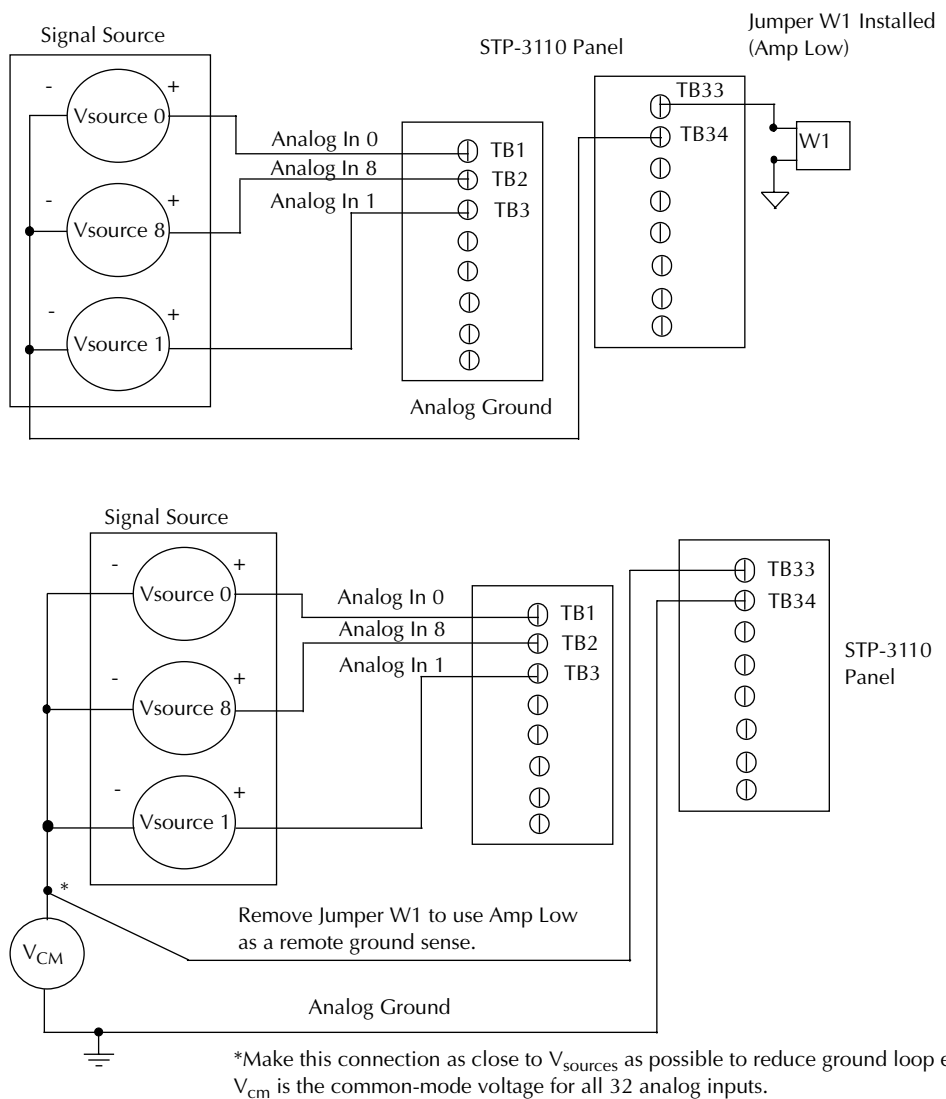 Signal Source
STP-3110 Panel
Jumper W1 Installed
(Amp Low)
- +
Vsource 0
- +
Vsource 8
- +
Vsource 1
Analog In 0
Analog In 8
Analog In 1
TB1
TB2
TB3
TB33
TB34
W1
Analog Ground
Signal Source
- +
Vsource 0
- +
Vsource 8
- +
Vsource 1
Analog In 0
Analog In 8
Analog In 1
TB1
TB2
TB3
TB33
TB34
STP-3110
Panel
*
VCM
Remove Jumper W1 to use Amp Low
as a remote ground sense.
Analog Ground
*Make this connection as close to Vsources as possible to reduce ground loop e
Vcm is the common-mode voltage for all 32 analog inputs.